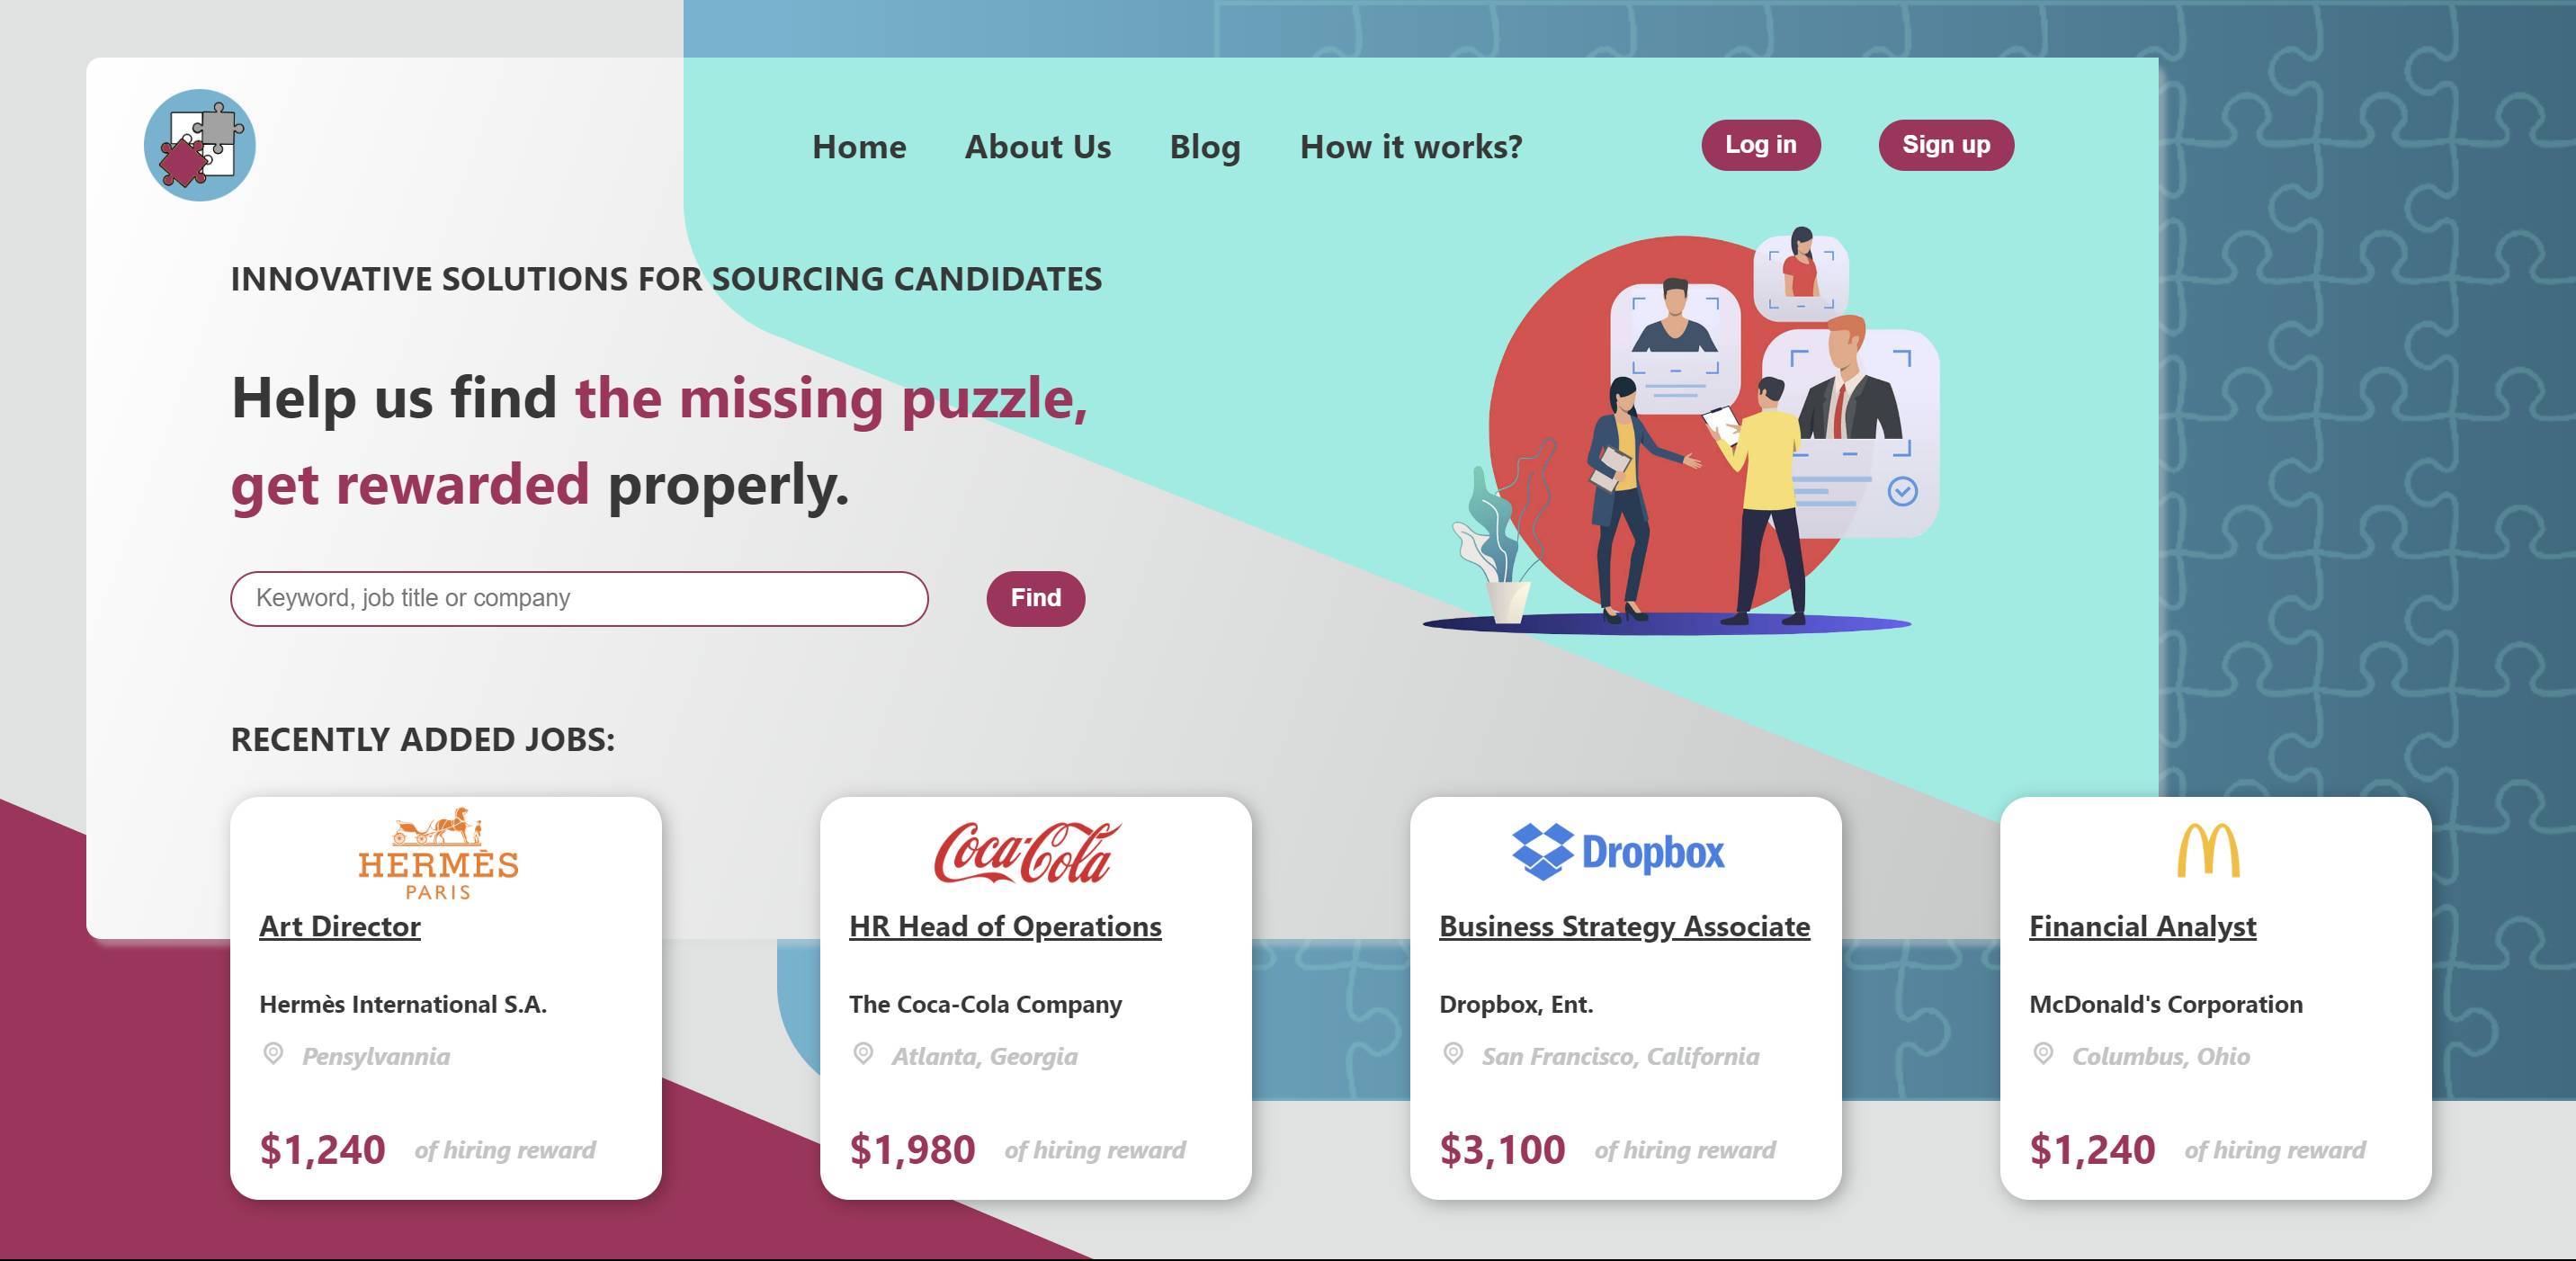 Home About Us Blog How it works? Log in Sign up
INNOVATIVE SOLUTIONS FOR SOURCING CANDIDATES
Help us find the missing puzzle,
get rewarded properly.
Keyword, job title or company Find
RECENTLY ADDED JOBS:
HERMÈS
PARIS
Art Director
Hermès International S.A.
Pensylvannia
$1,240 of hiring reward
Coca-Cola
HR Head of Operations
The Coca-Cola Company
Atlanta, Georgia
$1,980 of hiring reward
Dropbox
Business Strategy Associate
Dropbox, Ent.
San Francisco, California
$3,100 of hiring reward
Financial Analyst
McDonald's Corporation
Columbus, Ohio
$1,240 of hiring reward